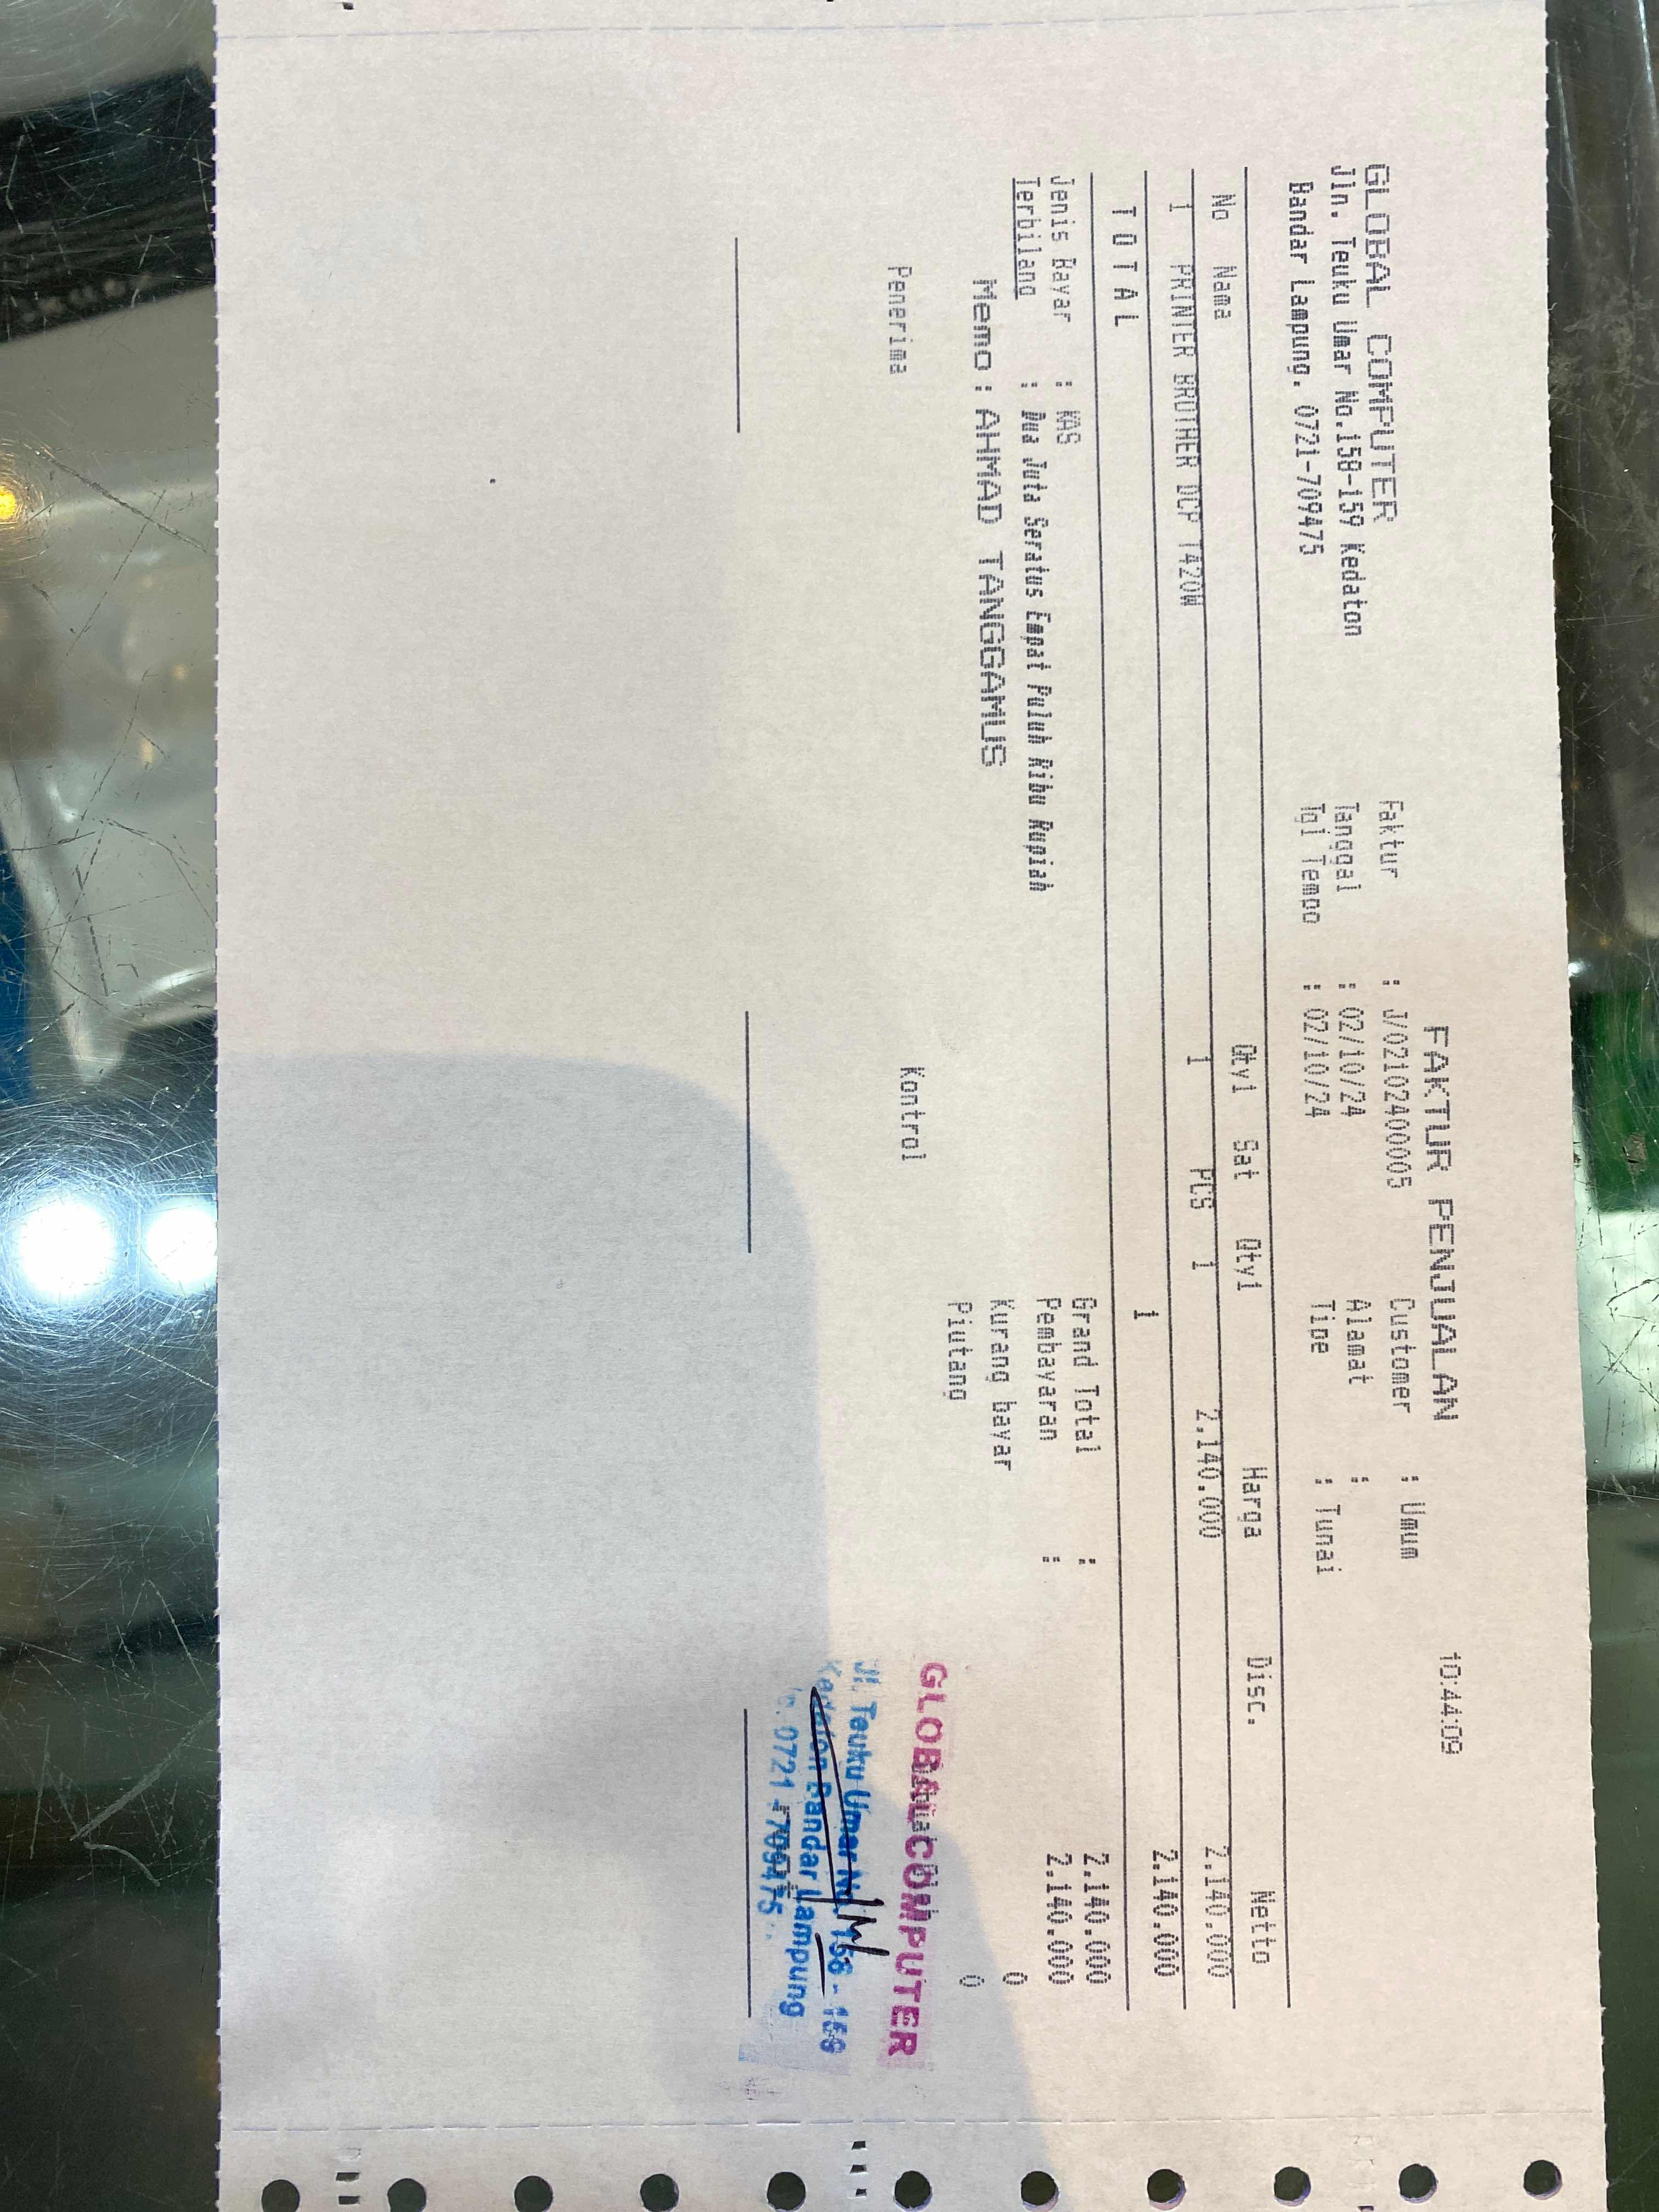 FAKTUR PENJUALAN 10:44:09
GLOBAL COMPUTER Faktur : J/02102400005 Customer : Umum
Jln. Teuku Umar No.158-159 Kedaton Tanggal : 02/10/24 Alamat :
Bandar Lampung. 0721-709475 Tgl Tempo : 02/10/24 Tipe : Tunai
No Nama Qty1 Sat Qty1 Harga Disc. Netto
1 PRINTER BROTHER DCP T420W 1 PCS 1 2.140.000 2.140.000
T O T A L 1 2.140.000
Jenis Bayar : KAS Grand Total : 2.140.000
Terbilang : Dua Juta Seratus Empat Puluh Ribu Rupiah Pembayaran : 2.140.000
Memo : AHMAD TANGGAMUS Kurang bayar 0
Piutang 0
Penerima Kontrol
GLOBAL COMPUTER
Jl. Teuku Umar No. 158 - 159
Kedaton Bandar Lampung
0721 - 709475